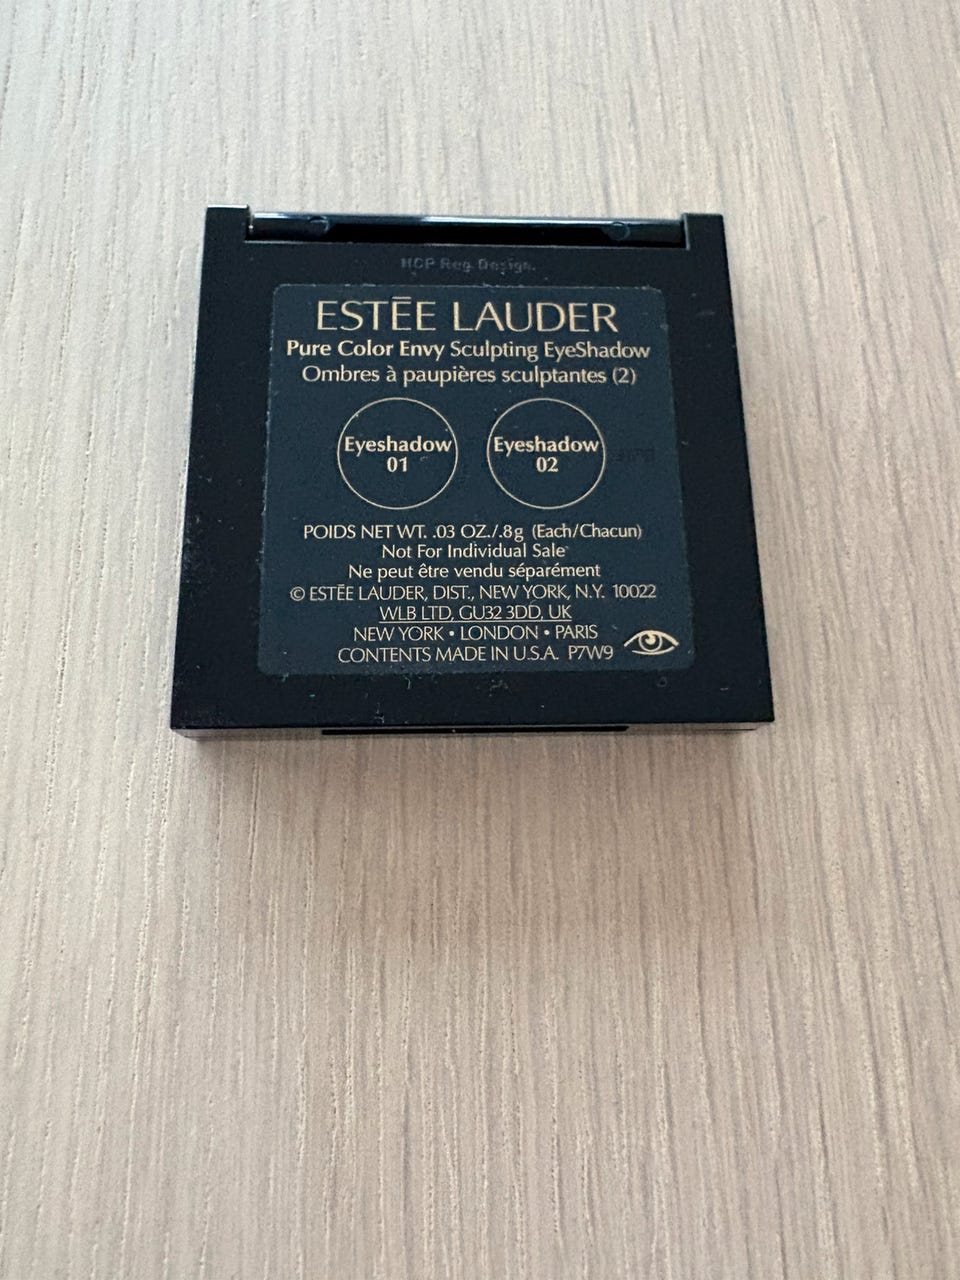 HCP Reg. Design.
ESTĒE LAUDER
Pure Color Envy Sculpting EyeShadow
Ombres à paupières sculptantes (2)
Eyeshadow
01
Eyeshadow
02
POIDS NET WT. .03 OZ./.8g (Each/Chacun)
Not For Individual Sale
Ne peut être vendu séparément
© ESTĒE LAUDER, DIST., NEW YORK, N.Y. 10022
WLB LTD, GU32 3DD, UK
NEW YORK • LONDON • PARIS
CONTENTS MADE IN U.S.A. P7W9